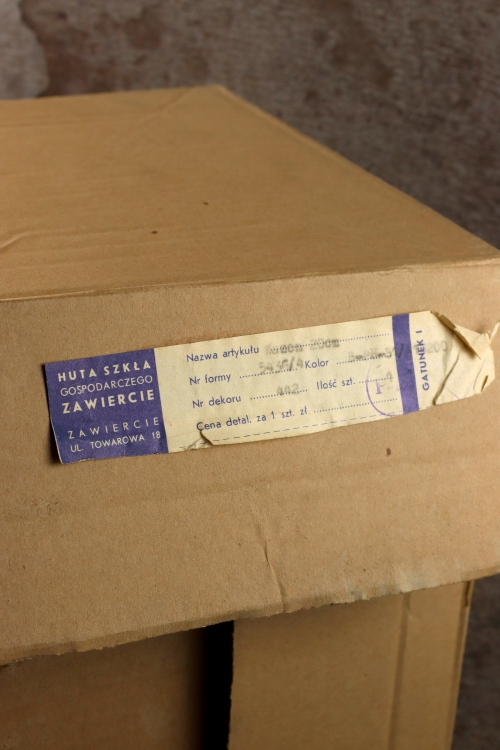 HUTA SZKŁA
GOSPODARCZEGO
ZAWIERCIE
ZAWIERCIE
UL. TOWAROWA 18
Nazwa artykułu
Nr formy Kolor
Nr dekoru 442 Ilość szt.
Cena detal. za 1 szt. zł.
GATUNEK I